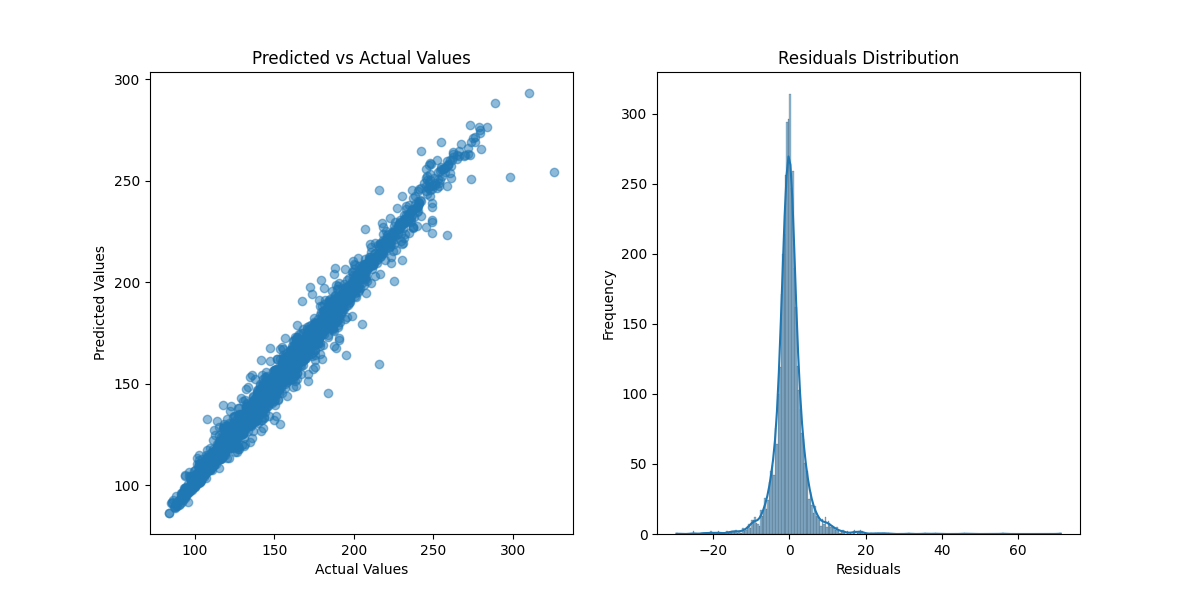 Predicted vs Actual Values
300
250
200
150
100
100 150 200 250 300
Predicted Values
Actual Values
Residuals Distribution
300
250
200
150
100
50
0
−20 0 20 40 60
Frequency
Residuals